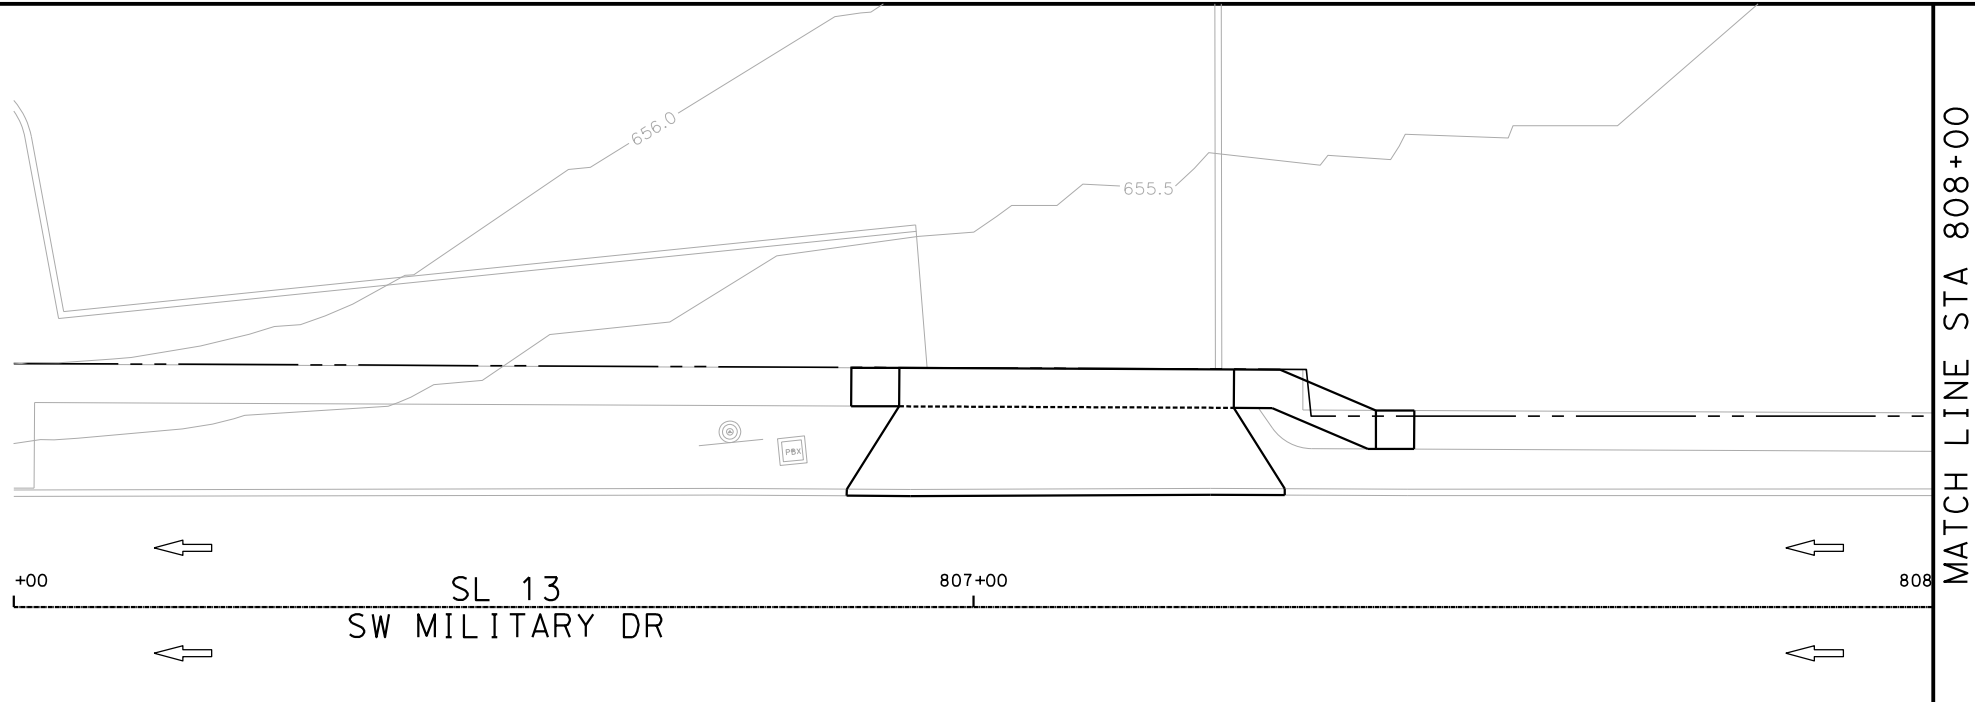 656.0
655.5
PBX
+00
SL 13
807+00
808
SW MILITARY DR
MATCH LINE STA 808+00